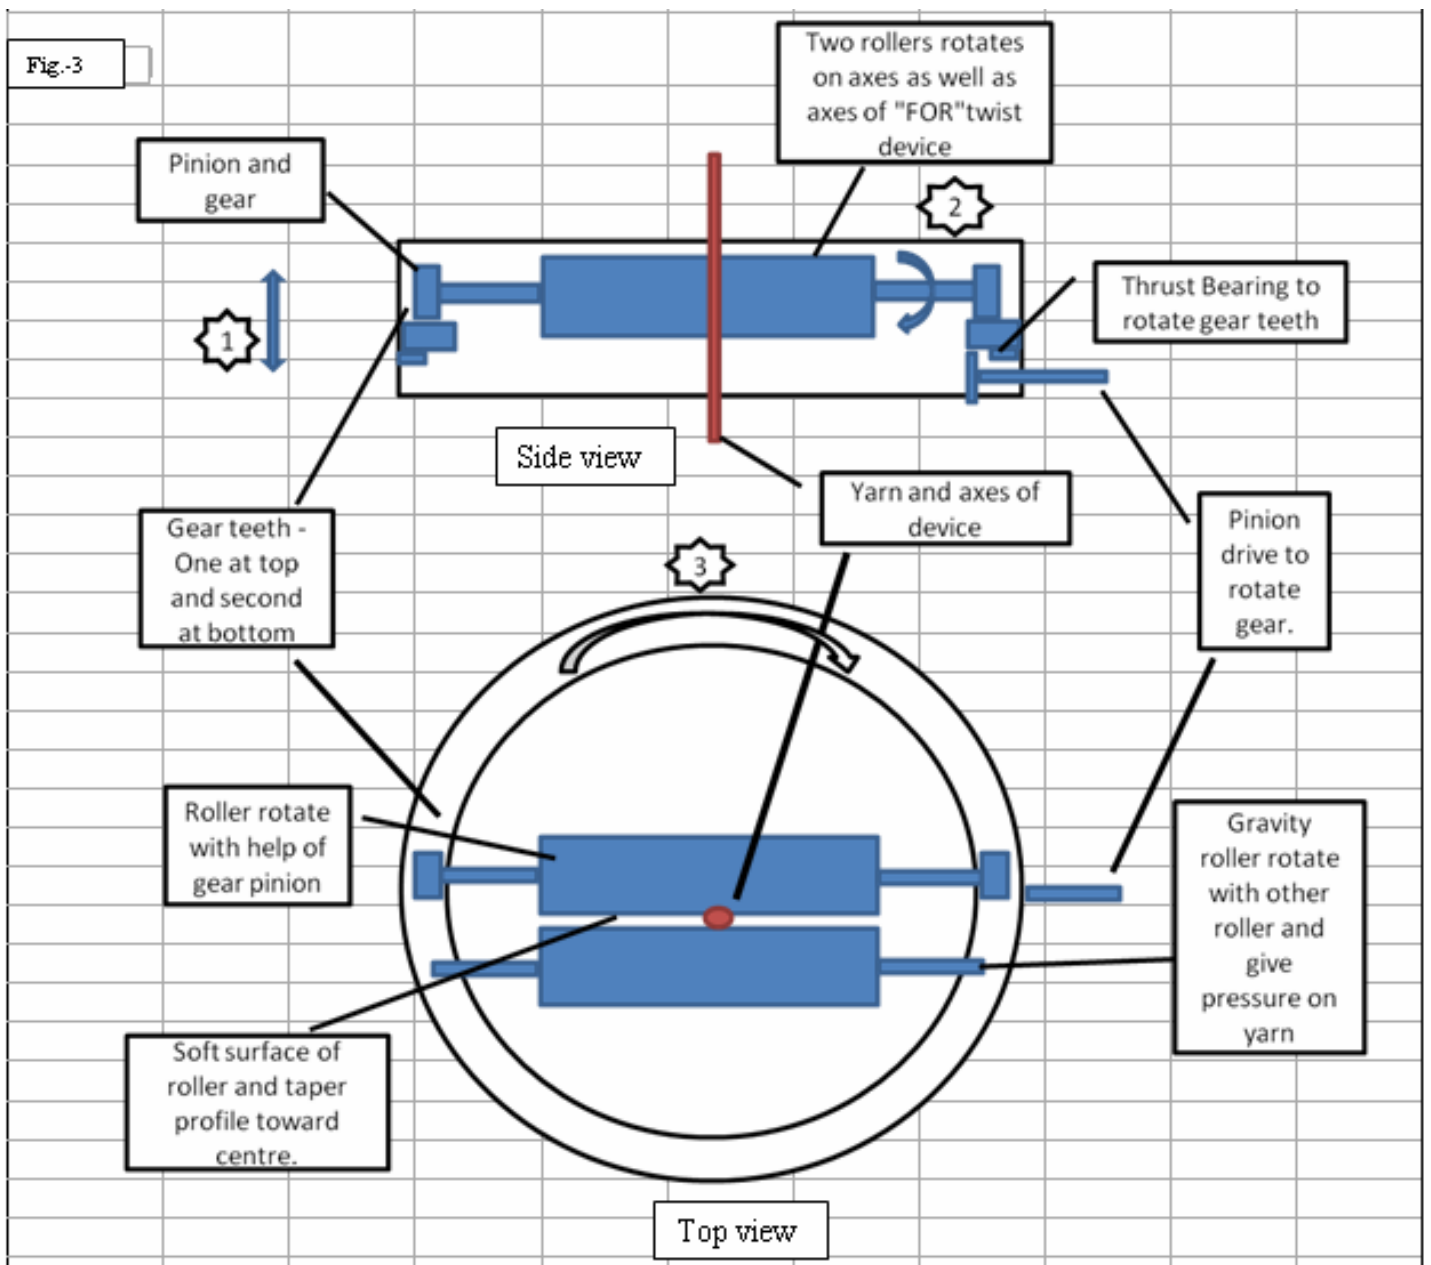 Fig.-3
Two rollers rotates
on axes as well as
axes of "FOR"twist
device
Pinion and
gear
2
Thrust Bearing to
rotate gear teeth
1
Side view
Yarn and axes of
device
Pinion
drive to
rotate
gear.
Gear teeth -
One at top
and second
at bottom
3
Roller rotate
with help of
gear pinion
Gravity
roller rotate
with other
roller and
give
pressure on
yarn
Soft surface of
roller and taper
profile toward
centre.
Top view